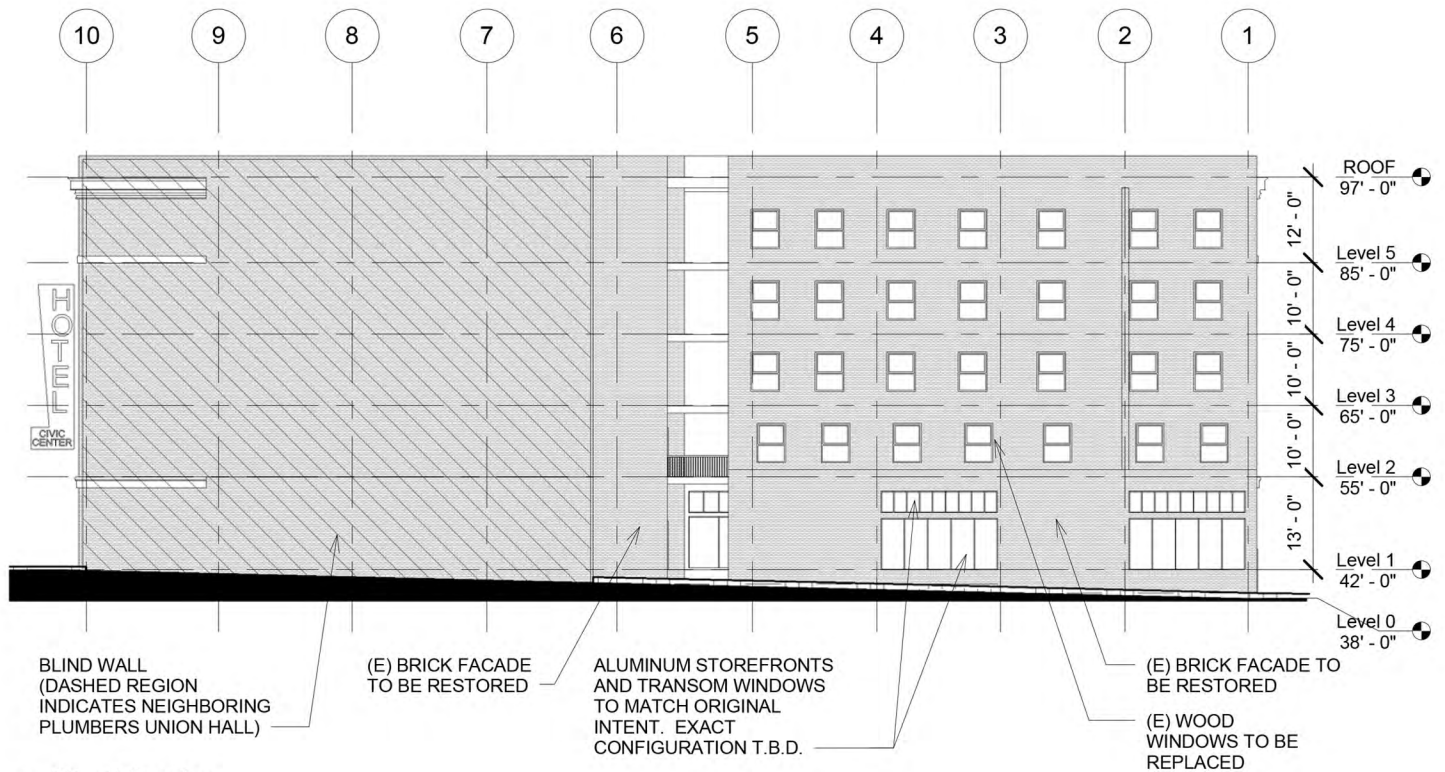 10 9 8 7 6 5 4 3 2 1
ROOF
97' - 0"
12' - 0"
Level 5
85' - 0"
10' - 0"
Level 4
75' - 0"
10' - 0"
Level 3
65' - 0"
10' - 0"
Level 2
55' - 0"
13' - 0"
Level 1
42' - 0"
Level 0
38' - 0"
HOTEL
CIVIC
CENTER
BLIND WALL
(DASHED REGION
INDICATES NEIGHBORING
PLUMBERS UNION HALL)
(E) BRICK FACADE
TO BE RESTORED
ALUMINUM STOREFRONTS
AND TRANSOM WINDOWS
TO MATCH ORIGINAL
INTENT. EXACT
CONFIGURATION T.B.D.
(E) BRICK FACADE TO
BE RESTORED
(E) WOOD
WINDOWS TO BE
REPLACED